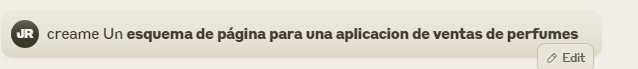 JR creame Un esquema de página para una aplicacion de ventas de perfumes
Edit